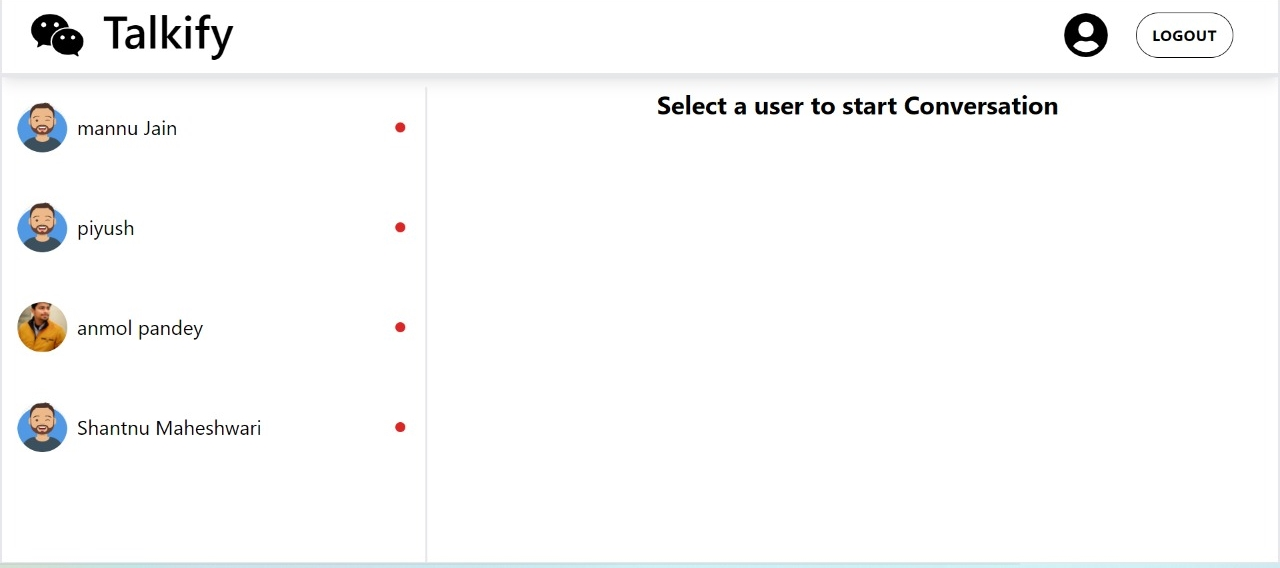 Talkify
LOGOUT
mannu Jain
piyush
anmol pandey
Shantnu Maheshwari
Select a user to start Conversation